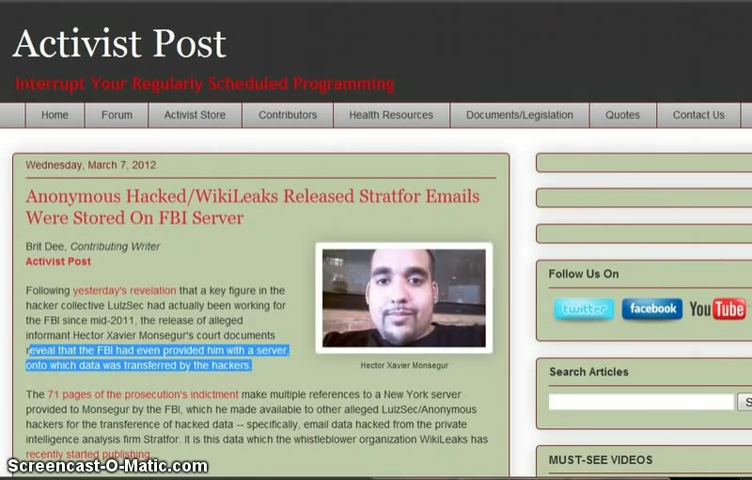 Activist Post
Interrupt Your Regularly Scheduled Programming
Home Forum Activist Store Contributors Health Resources Documents/Legislation Quotes Contact Us
Wednesday, March 7, 2012
Anonymous Hacked/WikiLeaks Released Stratfor Emails
Were Stored On FBI Server
Brit Dee, Contributing Writer
Activist Post
Following yesterday's revelation that a key figure in the
hacker collective LulzSec had actually been working for
the FBI since mid-2011, the release of alleged
informant Hector Xavier Monsegur's court documents
reveal that the FBI had even provided him with a server,
onto which data was transferred by the hackers.
Hector Xavier Monsegur
The 71 pages of the prosecution's indictment make multiple references to a New York server
provided to Monsegur by the FBI, which he made available to other alleged LulzSec/Anonymous
hackers for the transference of hacked data -- specifically, email data hacked from the private
intelligence analysis firm Stratfor. It is this data which the whistleblower organization WikiLeaks has
recently started publishing.
Follow Us On
twitter facebook YouTube
Search Articles
S
MUST-SEE VIDEOS
Screencast-O-Matic.com